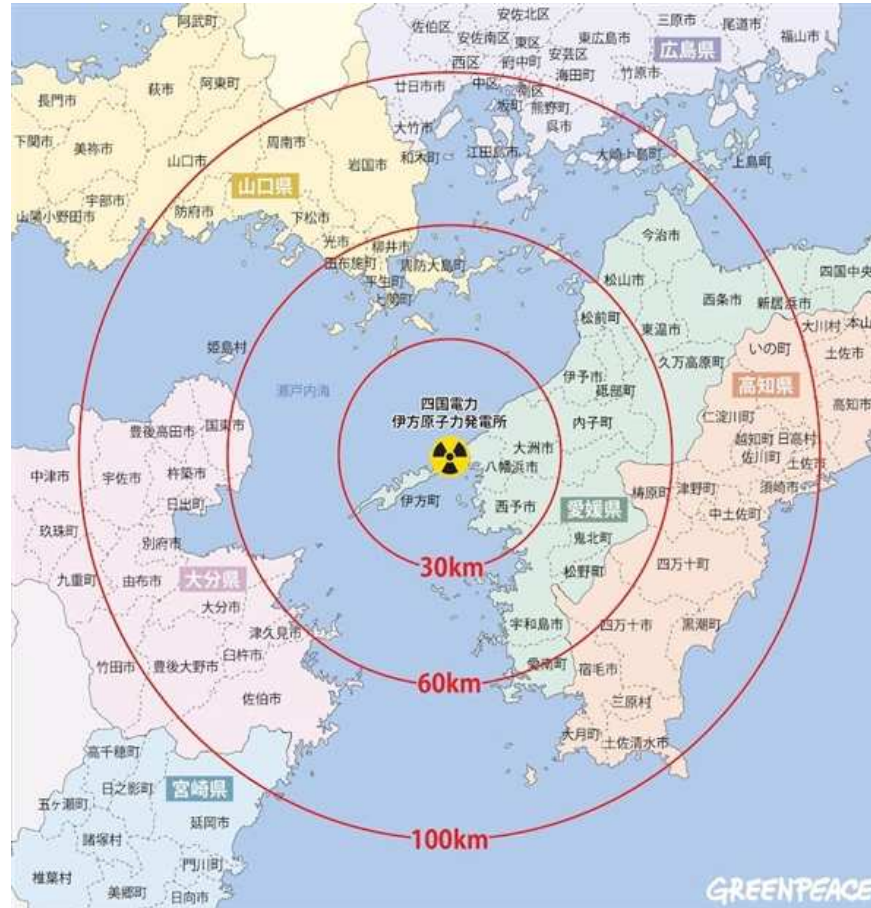 阿武町
佐伯区
安佐北区
三原市
尾道市
安佐南区
東区
東広島市
福山市
西区
府中町
安芸区
広島県
萩市
阿東町
廿日市市
中区
南区
海田町
竹原市
長門市
坂町
熊野町
大竹市
呉市
下関市
美祢市
周南市
和木町
江田島市
大崎上島町
上島町
山口市
岩国市
山口県
宇部市
山陽小野田市
防府市
下松市
光市
柳井市
今治市
田布施町
周防大島町
平生町
上関町
松山市
四国中央
西条市
新居浜市
松前町
東温市
大川村
本山
姫島村
いの町
土佐市
久万高原町
瀬戸内海
伊予市
砥部町
高知県
四国電力
伊方原子力発電所
高知市
国東市
仁淀川町
豊後高田市
内子町
越知町
日高村
大洲市
佐川町
土佐市
中津市
宇佐市
杵築市
八幡浜市
須崎市
日出町
伊方町
西予市
梼原町
津野町
愛媛県
中土佐町
玖珠町
別府市
鬼北町
30km
四万十町
九重町
由布市
大分県
松野町
大分市
津久見市
宇和島市
四万十市
黒潮町
臼杵市
竹田市
豊後大野市
愛南町
宿毛市
60km
佐伯市
三原村
大月町
土佐清水市
高千穂町
日之影町
宮崎県
五ヶ瀬町
延岡市
諸塚村
100km
門川町
椎葉村
美郷町
日向市
GREENPEACE